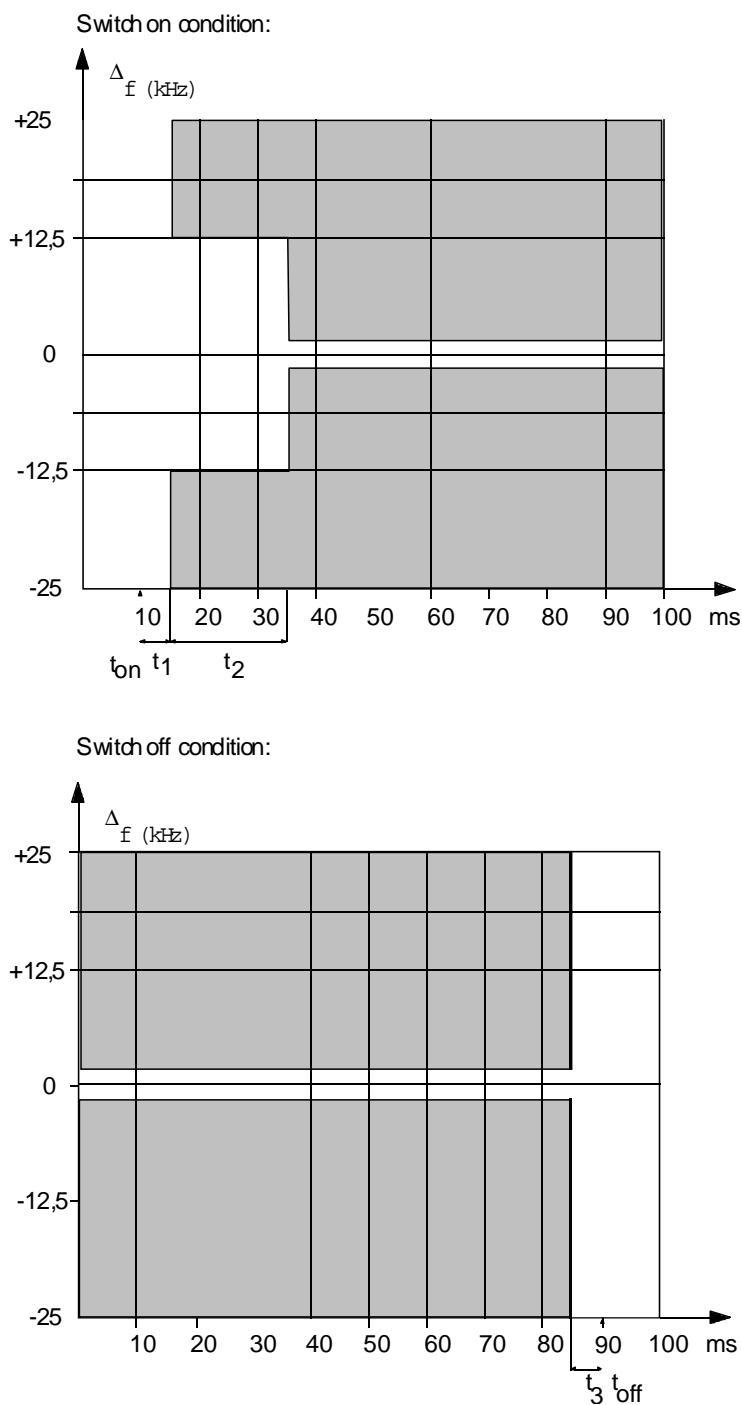 Switch on condition:
Δf (kHz)
+25
+12,5
0
-12,5
-25
10 20 30 40 50 60 70 80 90 100 ms
ton t1 t2
Switch off condition:
Δf (kHz)
+25
+12,5
0
-12,5
-25
10 20 30 40 50 60 70 80 90 100 ms
t3 toff